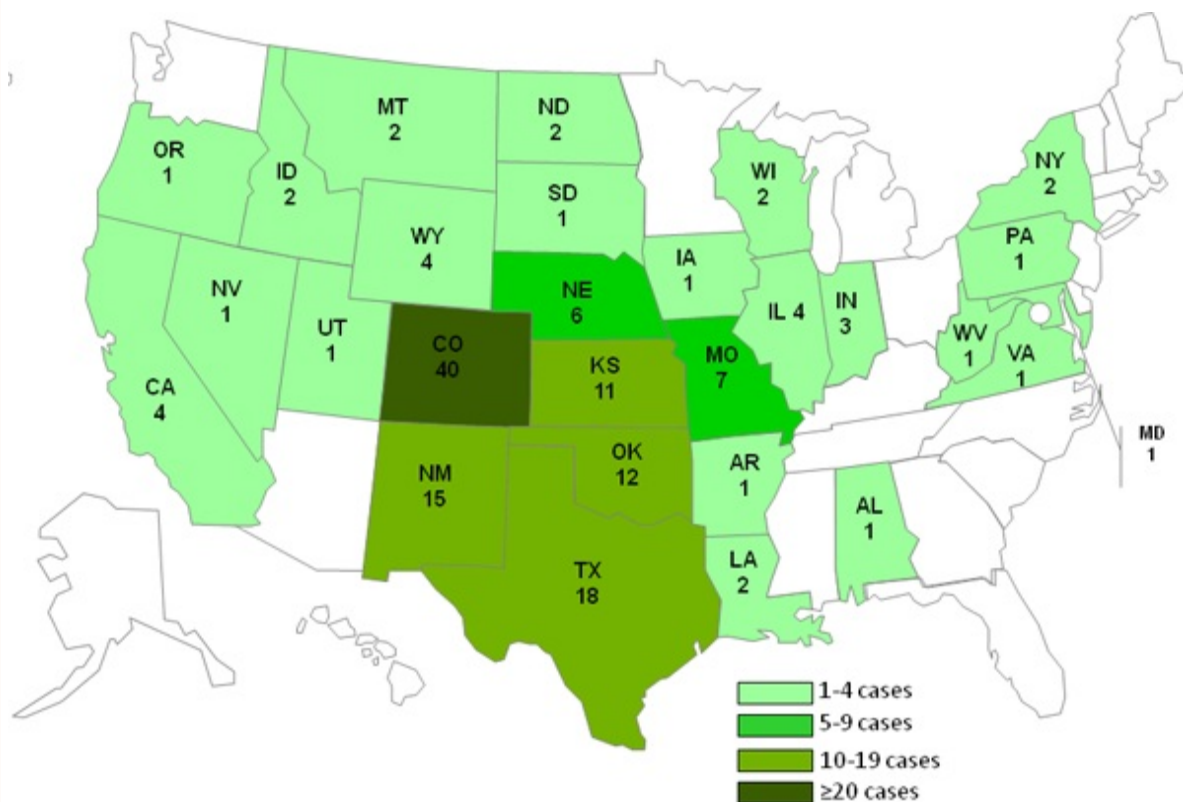 MT
2
ND
2
OR
1
ID
2
WI
2
NY
2
SD
1
WY
4
PA
1
IA
1
NV
1
NE
6
IL 4
IN
3
UT
1
CO
40
WV
1
VA
1
MO
7
KS
11
CA
4
MD
1
OK
12
AR
1
NM
15
AL
1
LA
2
TX
18
1-4 cases
5-9 cases
10-19 cases
≥20 cases